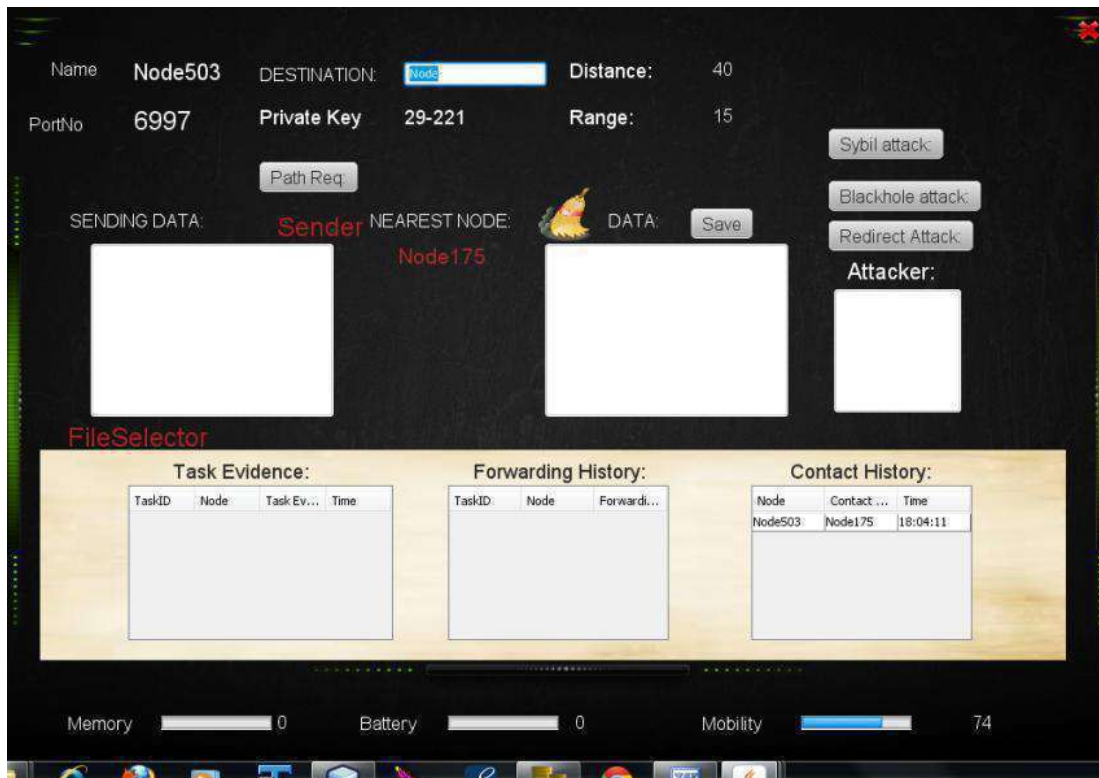 Name Node503 DESTINATION: Node Distance: 40
PortNo 6997 Private Key 29-221 Range: 15
Sybil attack:
Path Req:
Blackhole attack:
SENDING DATA: Sender NEAREST NODE: DATA: Save
Redirect Attack:
Node175
Attacker:
FileSelector
Task Evidence: Forwarding History: Contact History:
TaskID Node Task Ev... Time TaskID Node Forwardi... Node Contact ... Time
Node503 Node175 18:04:11
Memory 0 Battery 0 Mobility 74